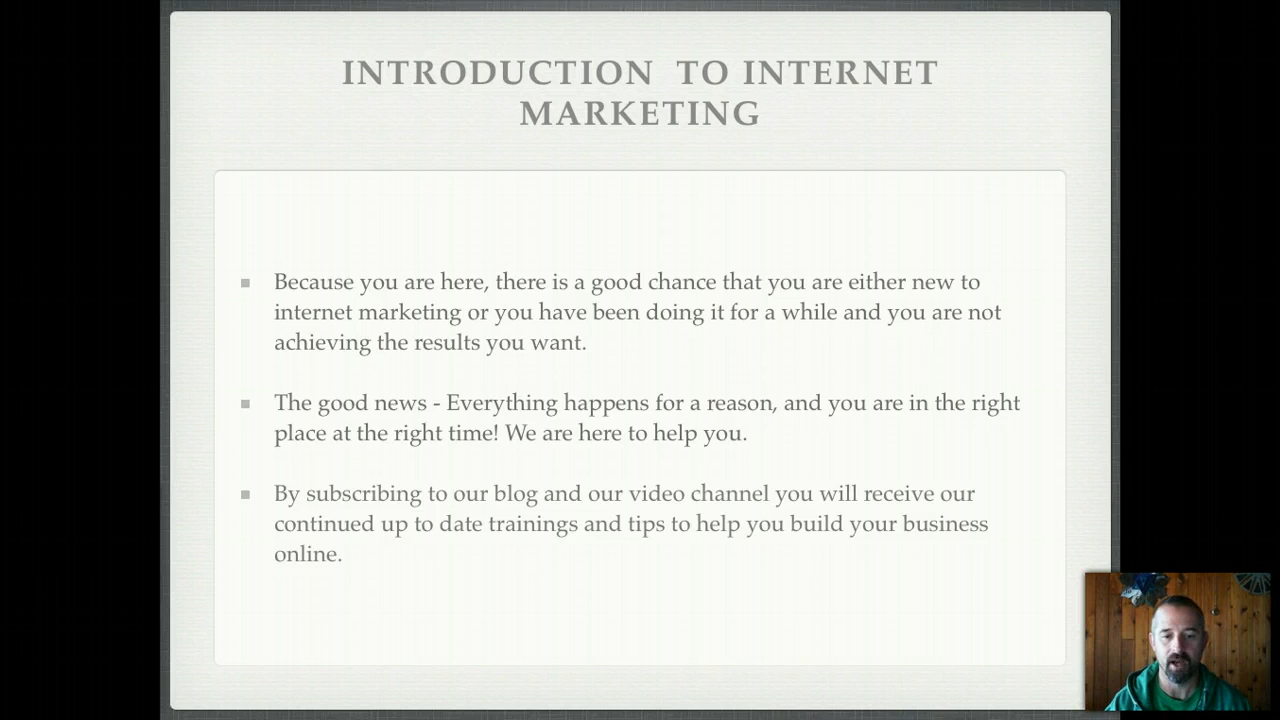 INTRODUCTION TO INTERNET
MARKETING
Because you are here, there is a good chance that you are either new to
internet marketing or you have been doing it for a while and you are not
achieving the results you want.
The good news - Everything happens for a reason, and you are in the right
place at the right time! We are here to help you.
By subscribing to our blog and our video channel you will receive our
continued up to date trainings and tips to help you build your business
online.